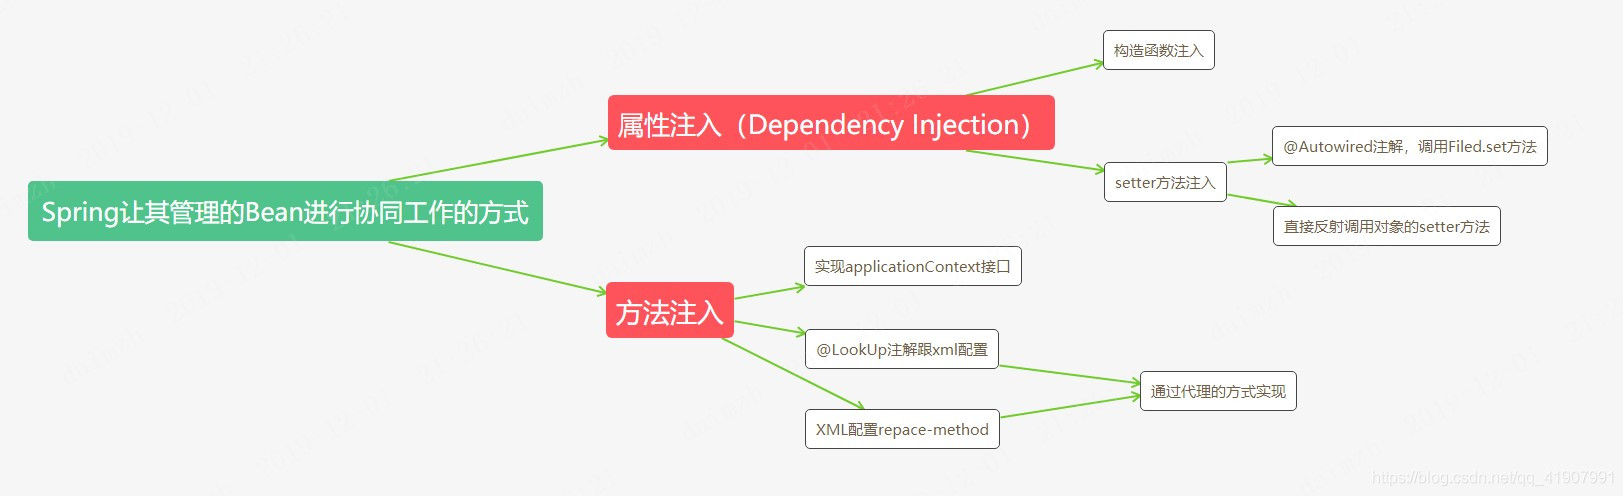 构造函数注入
属性注入（Dependency Injection）
@Autowired注解，调用Filed.set方法
setter方法注入
Spring让其管理的Bean进行协同工作的方式
直接反射调用对象的setter方法
实现applicationContext接口
方法注入
@LookUp注解跟xml配置
通过代理的方式实现
XML配置repace-method
https://blog.csdn.net/qq_41907991